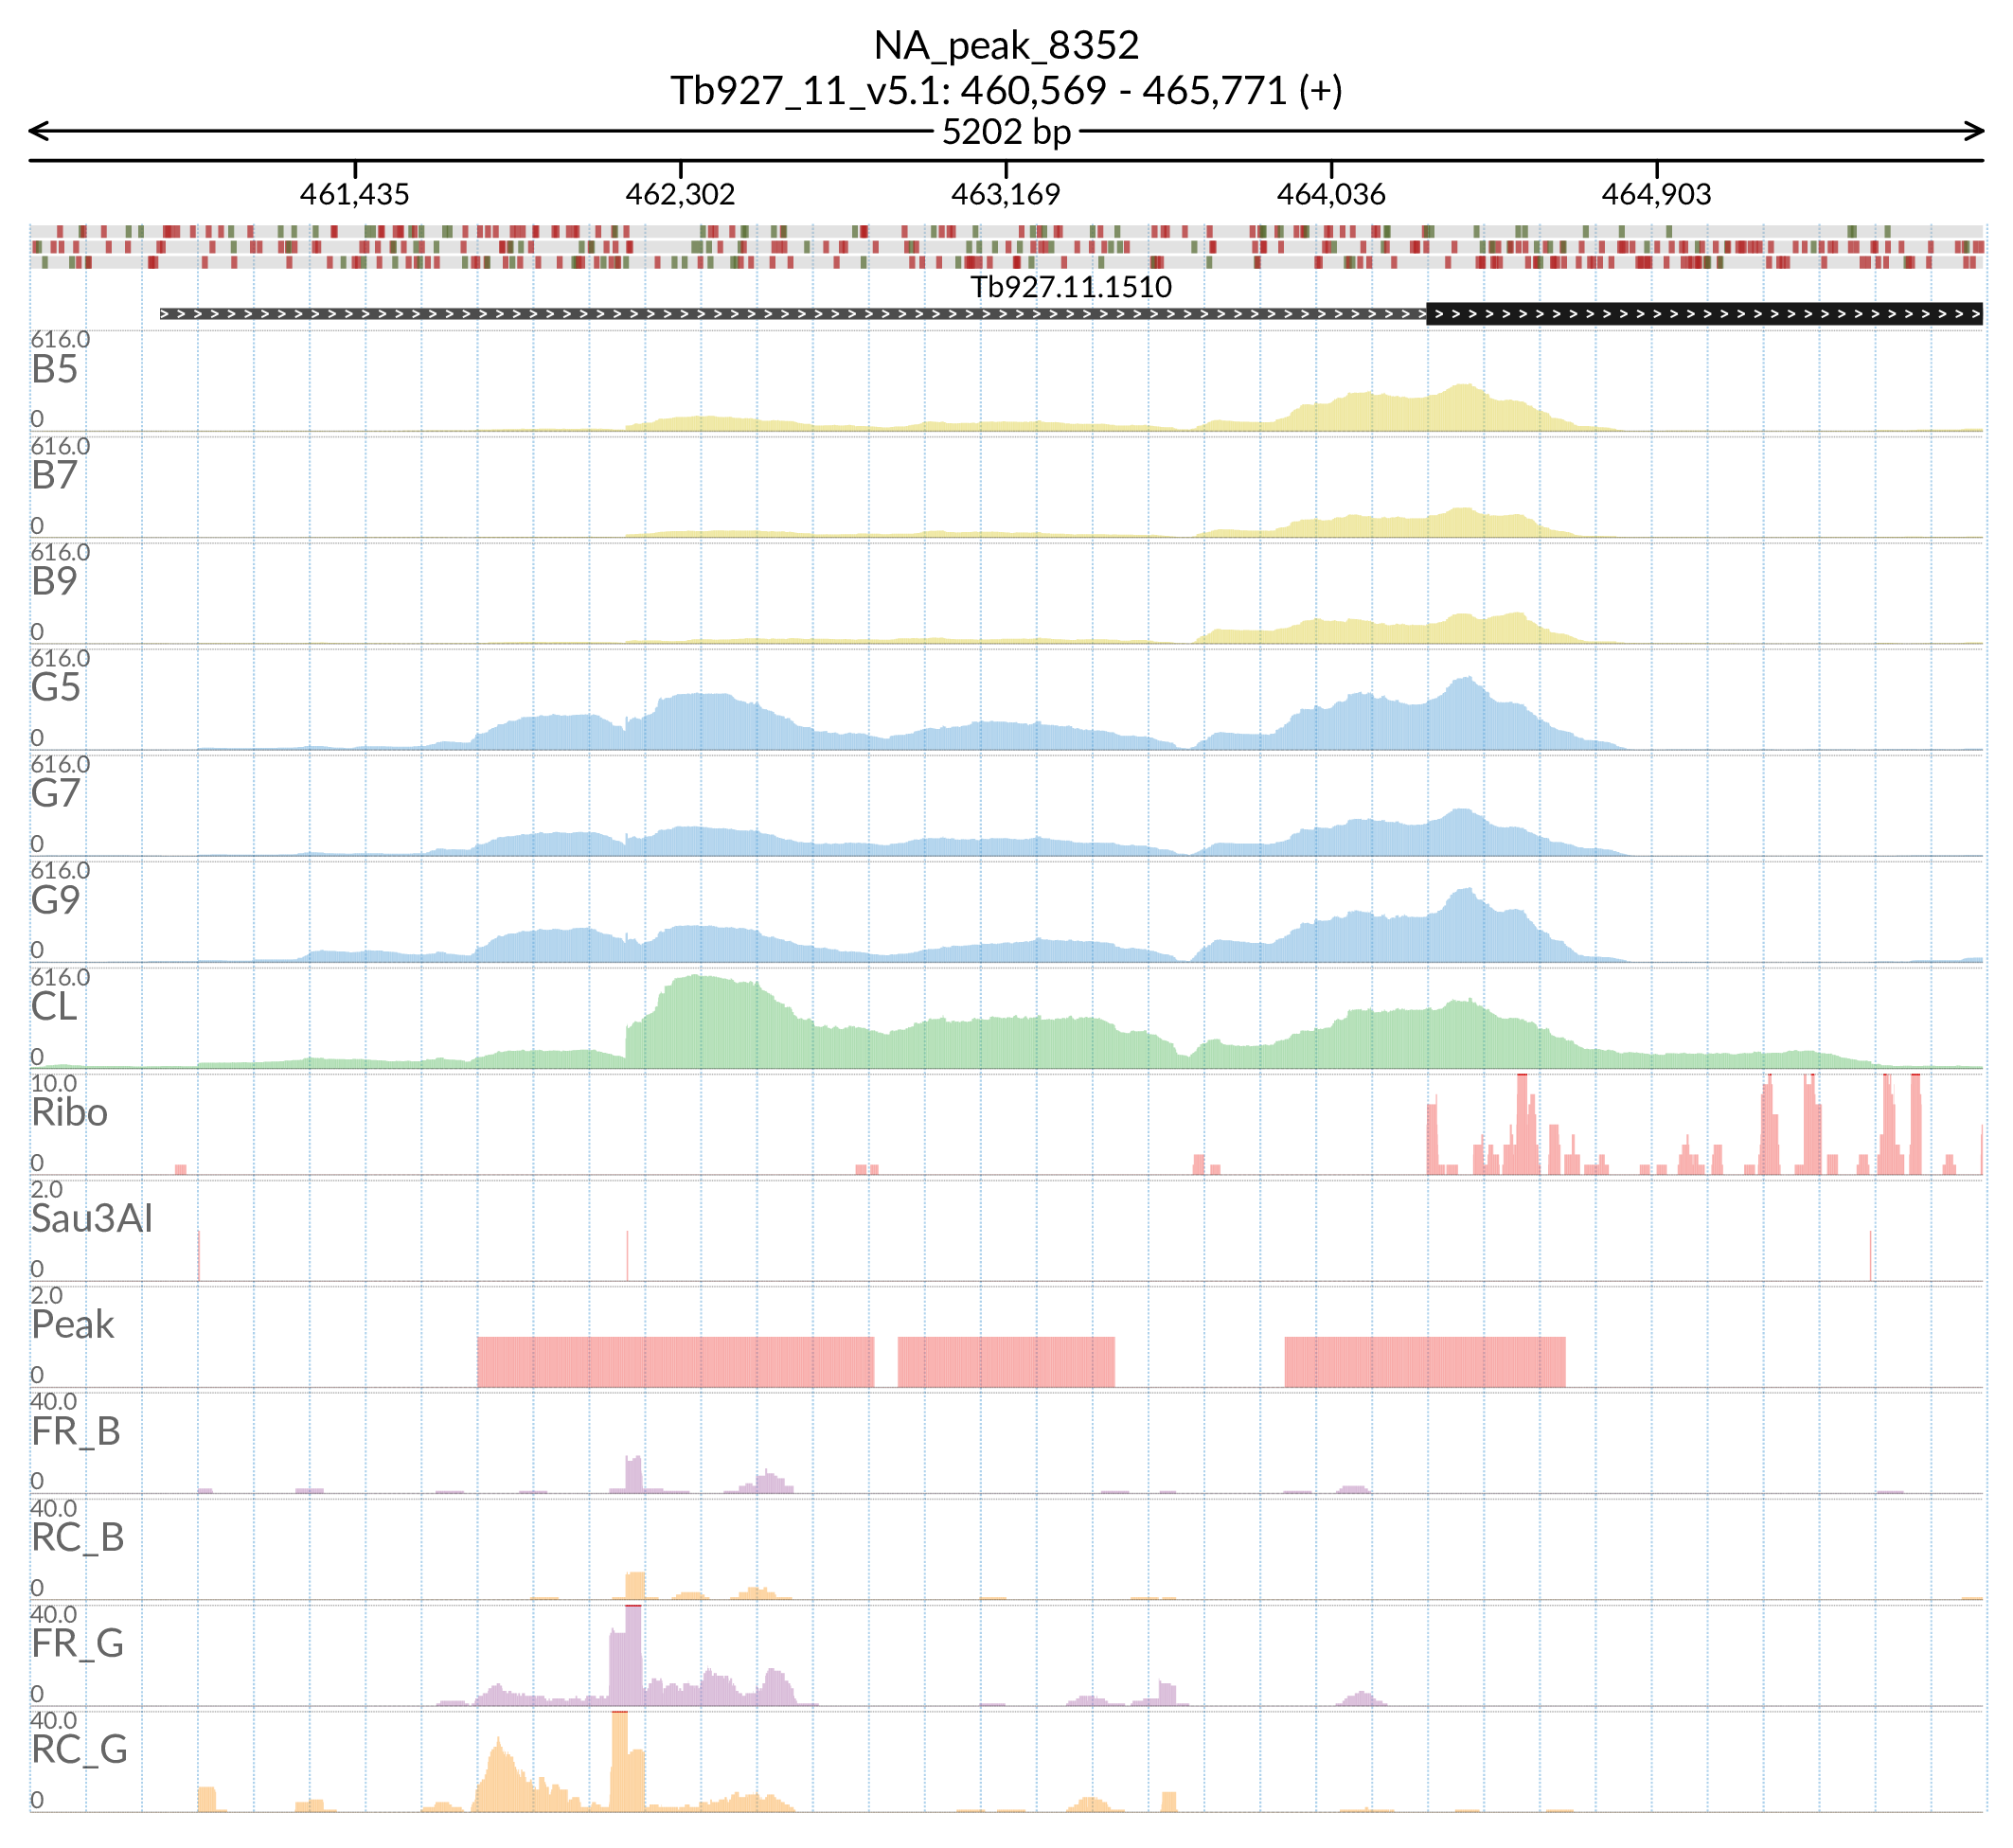 NA_peak_8352
Tb927_11_v5.1: 460,569 - 465,771 (+)
5202 bp
461,435 462,302 463,169 464,036 464,903
Tb927.11.1510
616.0
B5
0
616.0
B7
0
616.0
B9
0
616.0
G5
0
616.0
G7
0
616.0
G9
0
616.0
CL
0
10.0
Ribo
0
2.0
Sau3AI
0
2.0
Peak
0
40.0
FR_B
0
40.0
RC_B
0
40.0
FR_G
0
40.0
RC_G
0